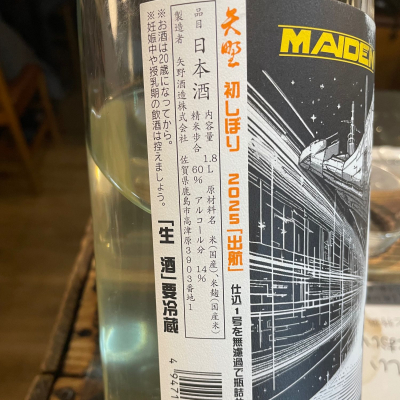 矢野 初しぼり 2025「出航」 仕込1号を無濾過で瓶詰
MAIDEN
品目 日本酒
内容量 1.8L 原材料名 米(国産)、米麹(国産米)
精米歩合 60% アルコール分 14%
製造者 矢野酒造株式会社 佐賀県鹿島市高津原3903番地1
「生酒」要冷蔵
※お酒は20歳になってから。
※妊娠中や授乳期の飲酒は控えましょう。
4 9471